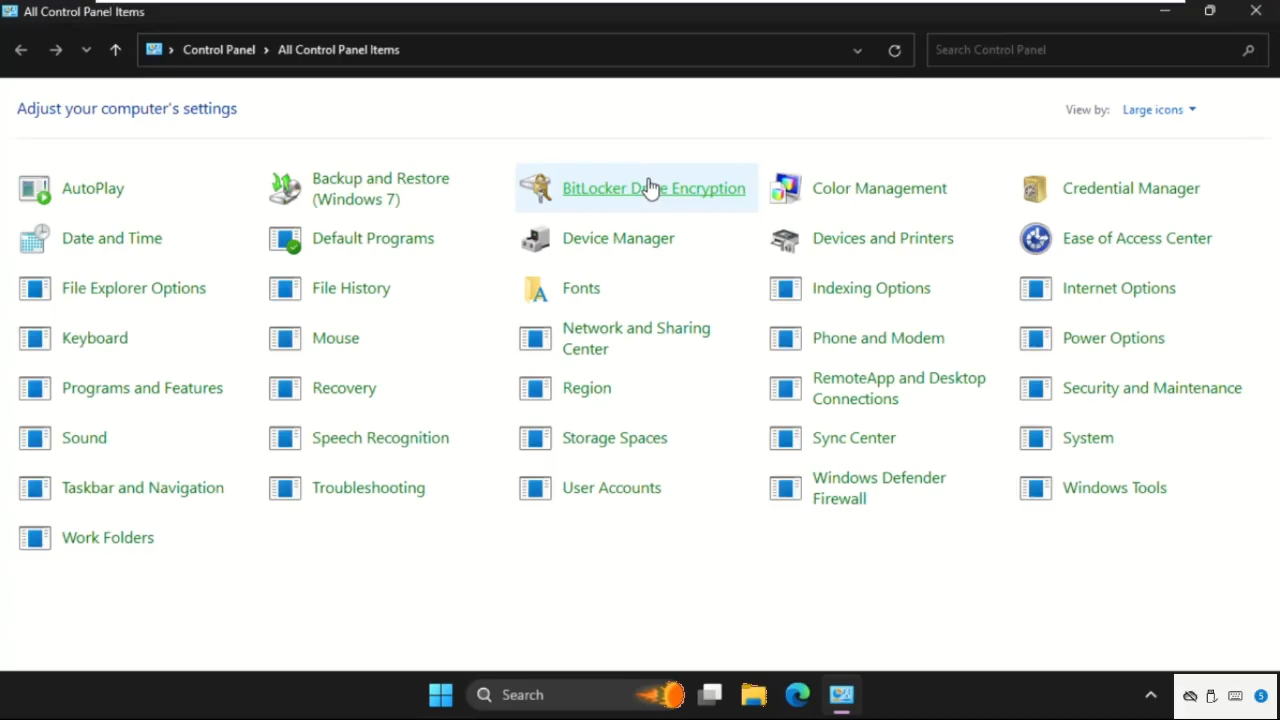 All Control Panel Items
Control Panel > All Control Panel Items
Search Control Panel
Adjust your computer's settings
View by: Large icons
AutoPlay
Backup and Restore
(Windows 7)
BitLocker Drive Encryption
Color Management
Credential Manager
Date and Time
Default Programs
Device Manager
Devices and Printers
Ease of Access Center
File Explorer Options
File History
Fonts
Indexing Options
Internet Options
Keyboard
Mouse
Network and Sharing
Center
Phone and Modem
Power Options
Programs and Features
Recovery
Region
RemoteApp and Desktop
Connections
Security and Maintenance
Sound
Speech Recognition
Storage Spaces
Sync Center
System
Taskbar and Navigation
Troubleshooting
User Accounts
Windows Defender
Firewall
Windows Tools
Work Folders
Search
5